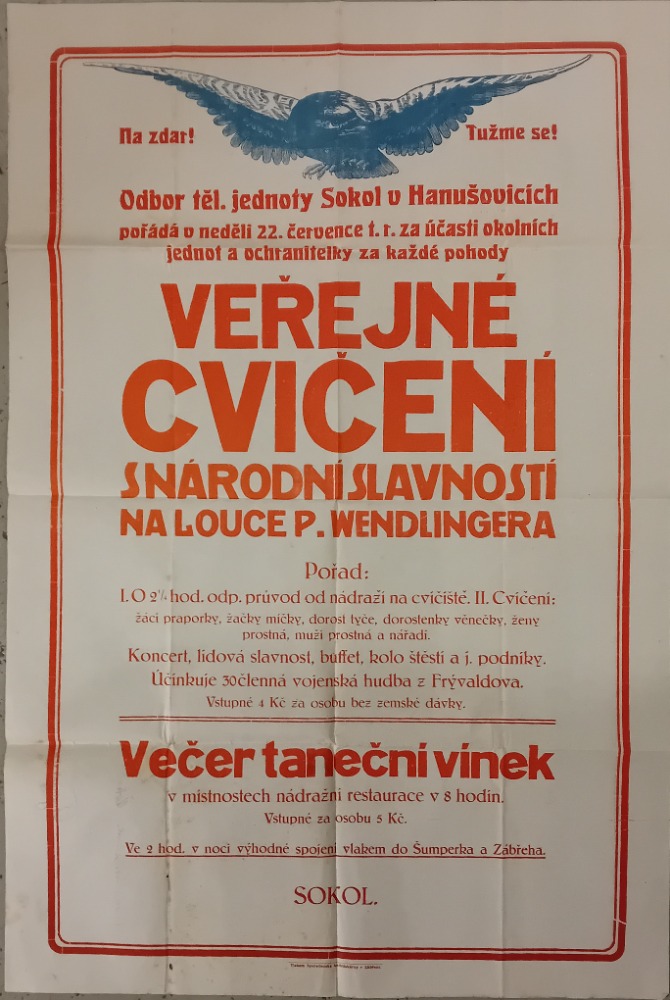 Na zdar!
Tužme se!
Odbor těl. jednoty Sokol v Hanušovicích
pořádá v neděli 22. července t. r. za účasti okolních
jednot a ochranitelky za každé pohody
VEŘEJNÉ
CVIČENÍ
S NÁRODNÍ SLAVNOSTÍ
NA LOUCE P. WENDLINGERA
Pořad:
I. O 2¼ hod. odp. průvod od nádraží na cvičiště. II. Cvičení:
žáci praporky, žačky míčky, dorost tyče, dorostenky věnečky, ženy
prostná, muži prostná a nářadí.
Koncert, lidová slavnost, buffet, kolo štěstí a j. podniky.
Účinkuje 30členná vojenská hudba z Frývaldova.
Vstupné 4 Kč za osobu bez zemské dávky.
Večer taneční vínek
v místnostech nádražní restaurace v 8 hodin.
Vstupné za osobu 5 Kč.
Ve 2 hod. v noci výhodné spojení vlakem do Šumperka a Zábřeha.
SOKOL.